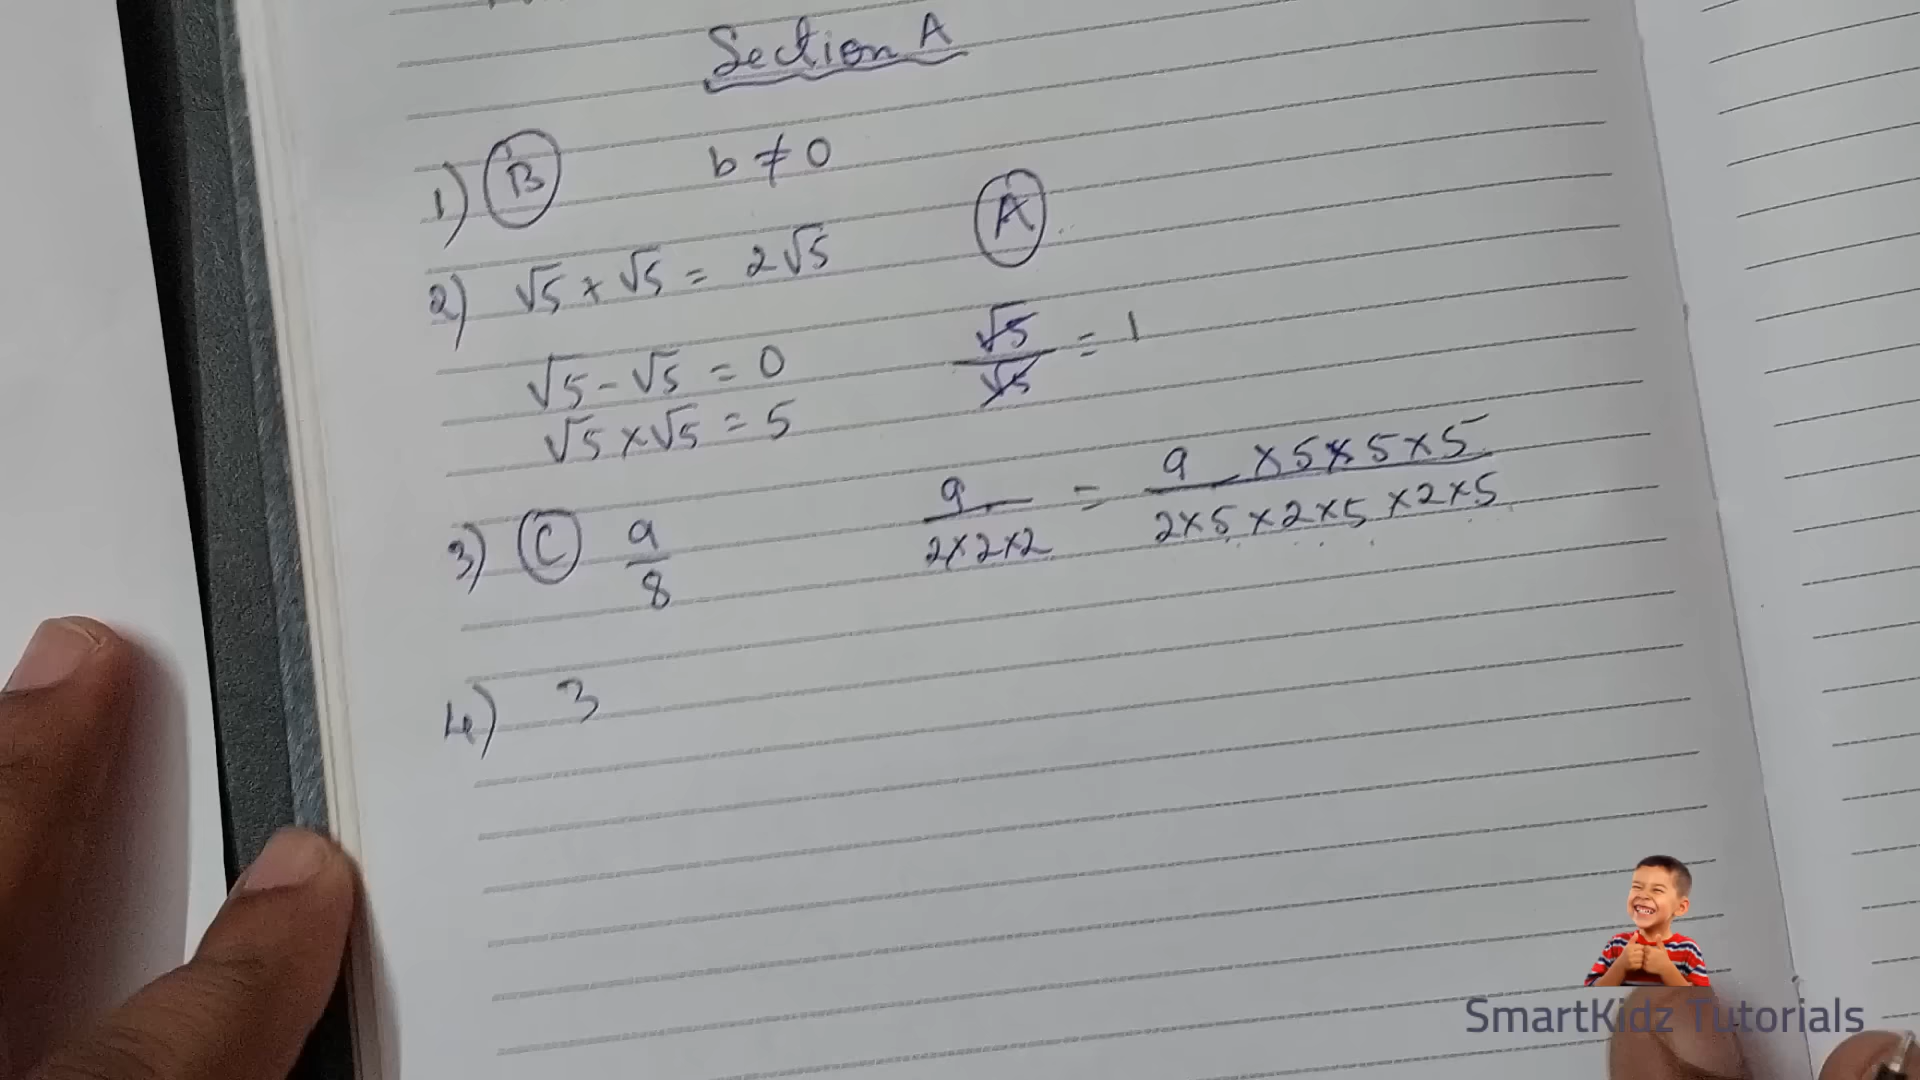 Section A
1) B b ≠ 0
2) √5 + √5 = 2√5 A
√5 - √5 = 0 √5/√5 = 1
√5 × √5 = 5
3) C 9/8 9/(2×2×2) = (9×5×5×5)/(2×5×2×5×2×5)
4) 3
SmartKidz Tutorials